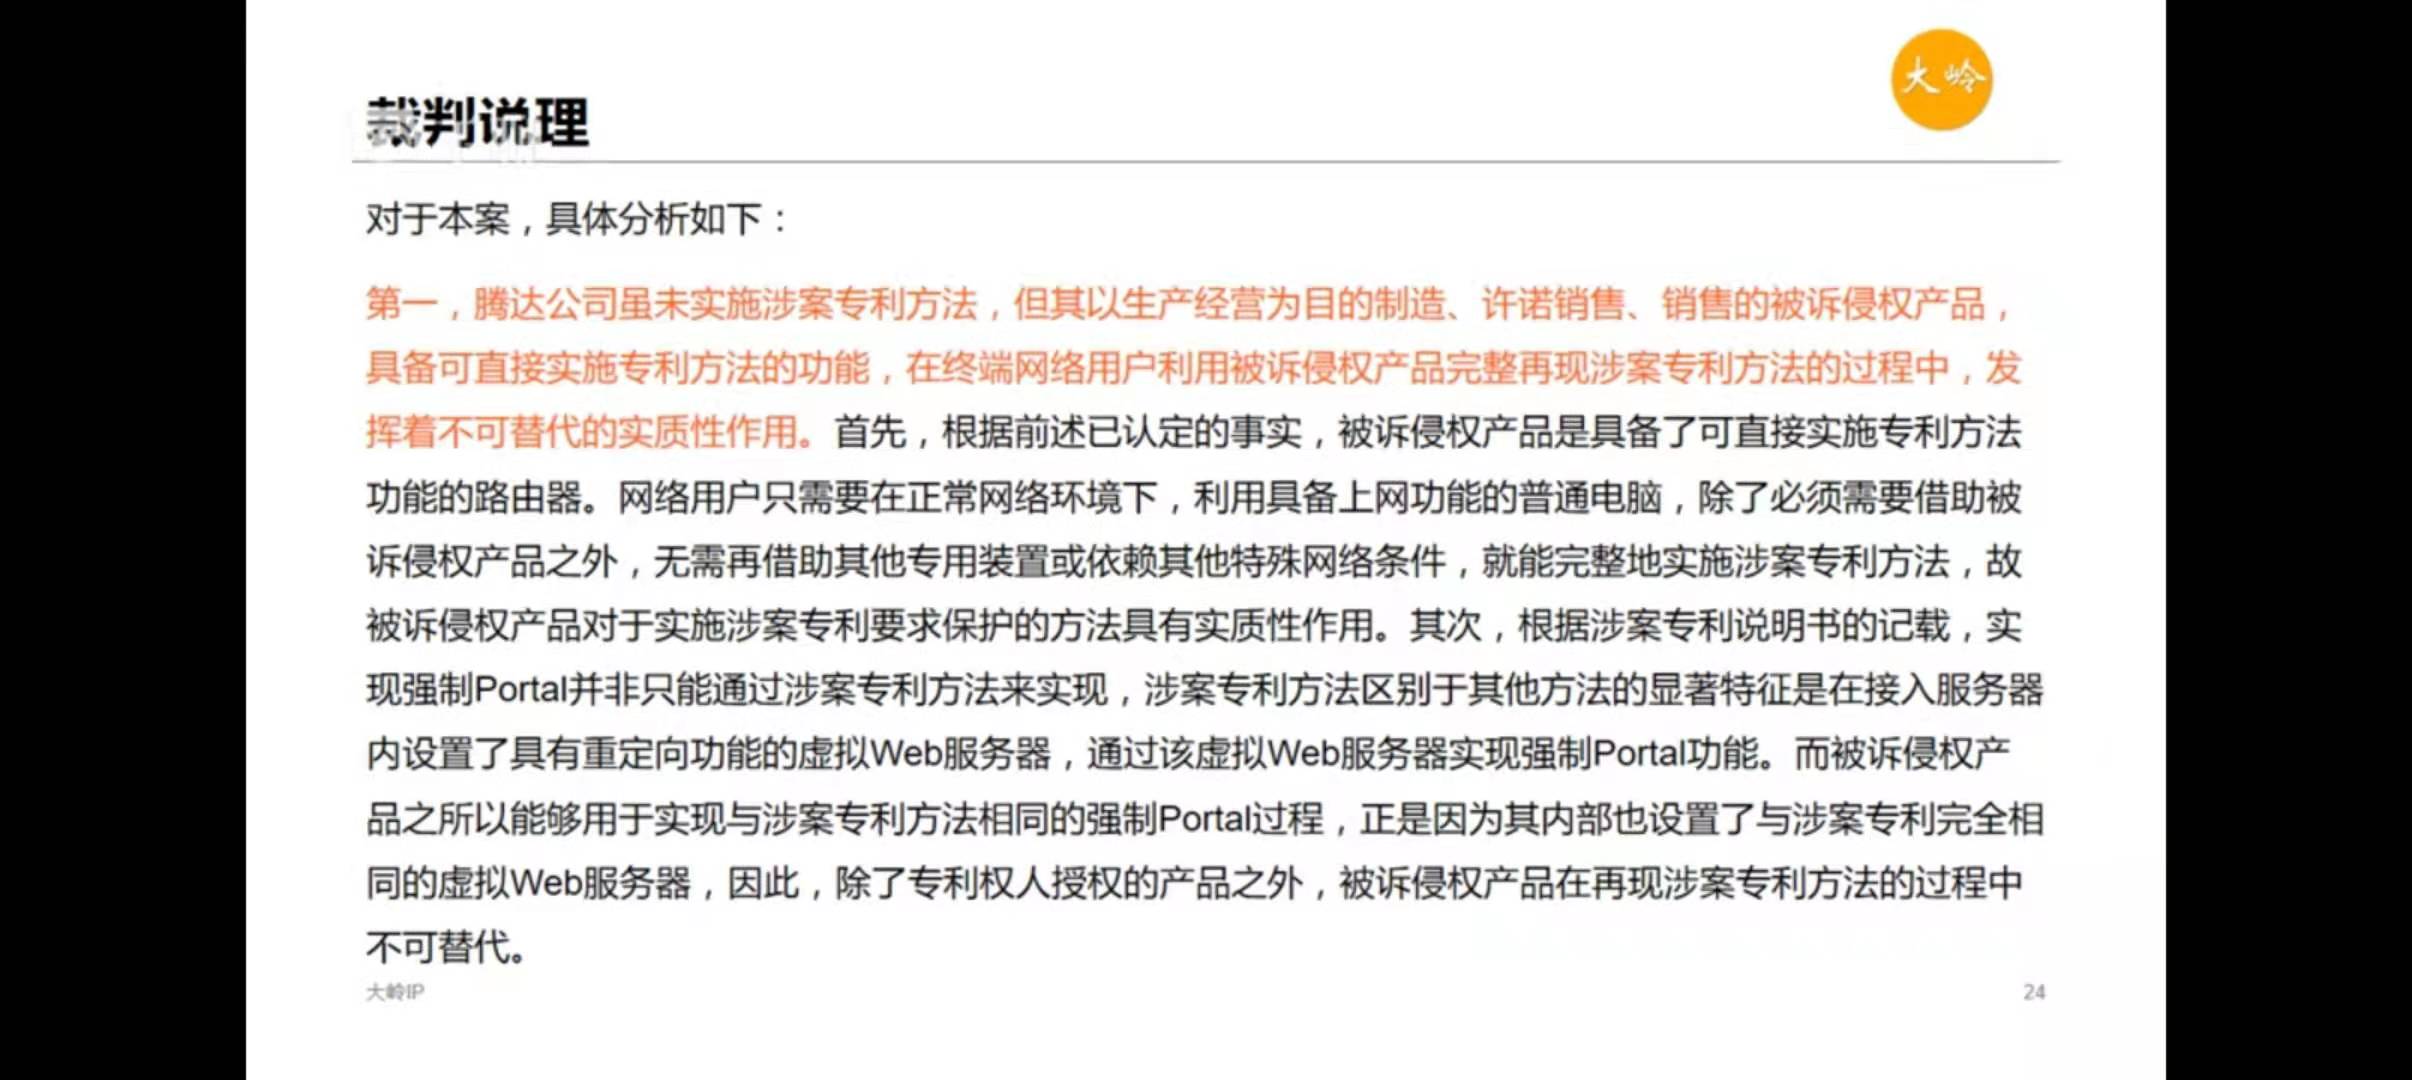 大岭
裁判说理
对于本案，具体分析如下：
第一，腾达公司虽未实施涉案专利方法，但其以生产经营为目的制造、许诺销售、销售的被诉侵权产品，
具备可直接实施专利方法的功能，在终端网络用户利用被诉侵权产品完整再现涉案专利方法的过程中，发
挥着不可替代的实质性作用。首先，根据前述已认定的事实，被诉侵权产品是具备了可直接实施专利方法
功能的路由器。网络用户只需要在正常网络环境下，利用具备上网功能的普通电脑，除了必须需要借助被
诉侵权产品之外，无需再借助其他专用装置或依赖其他特殊网络条件，就能完整地实施涉案专利方法，故
被诉侵权产品对于实施涉案专利要求保护的方法具有实质性作用。其次，根据涉案专利说明书的记载，实
现强制Portal并非只能通过涉案专利方法来实现，涉案专利方法区别于其他方法的显著特征是在接入服务器
内设置了具有重定向功能的虚拟Web服务器，通过该虚拟Web服务器实现强制Portal功能。而被诉侵权产
品之所以能够用于实现与涉案专利方法相同的强制Portal过程，正是因为其内部也设置了与涉案专利完全相
同的虚拟Web服务器，因此，除了专利权人授权的产品之外，被诉侵权产品在再现涉案专利方法的过程中
不可替代。
大岭IP
24